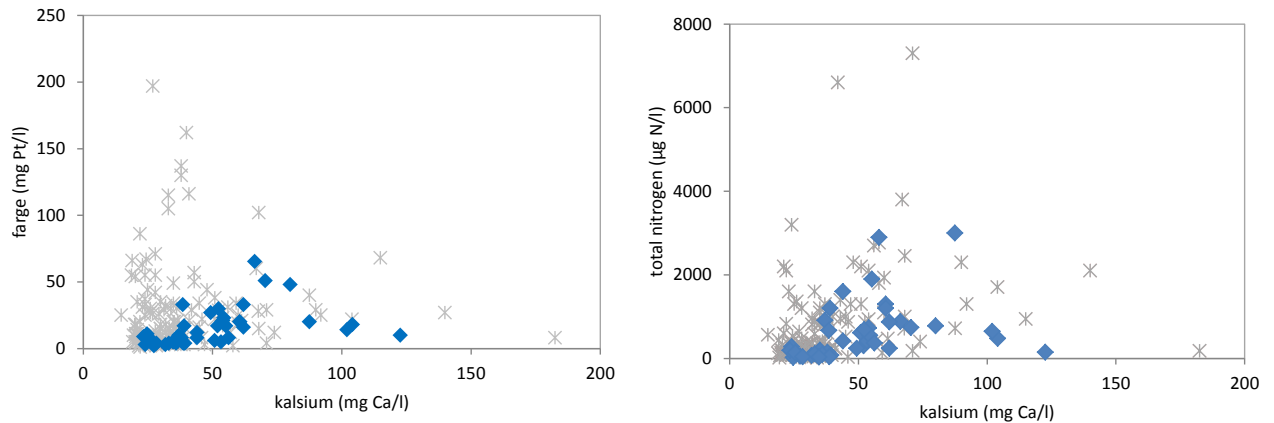 250
200
150
100
50
0
farge (mg Pt/l)
0 50 100 150 200
kalsium (mg Ca/l)
8000
6000
4000
2000
0
total nitrogen (µg N/l)
0 50 100 150 200
kalsium (mg Ca/l)